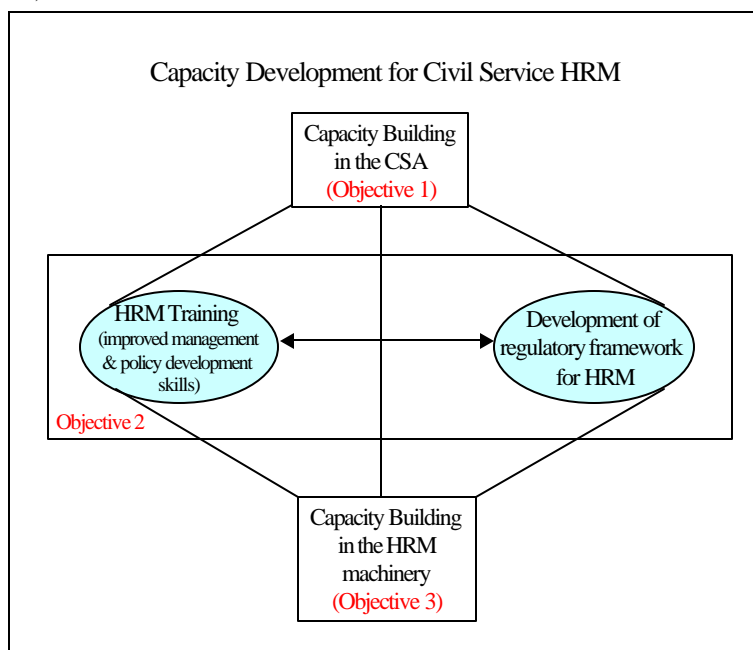 Capacity Development for Civil Service HRM
Capacity Building
in the CSA
(Objective 1)
HRM Training
(improved management
& policy development
skills)
Development of
regulatory framework
for HRM
Objective 2
Capacity Building
in the HRM
machinery
(Objective 3)